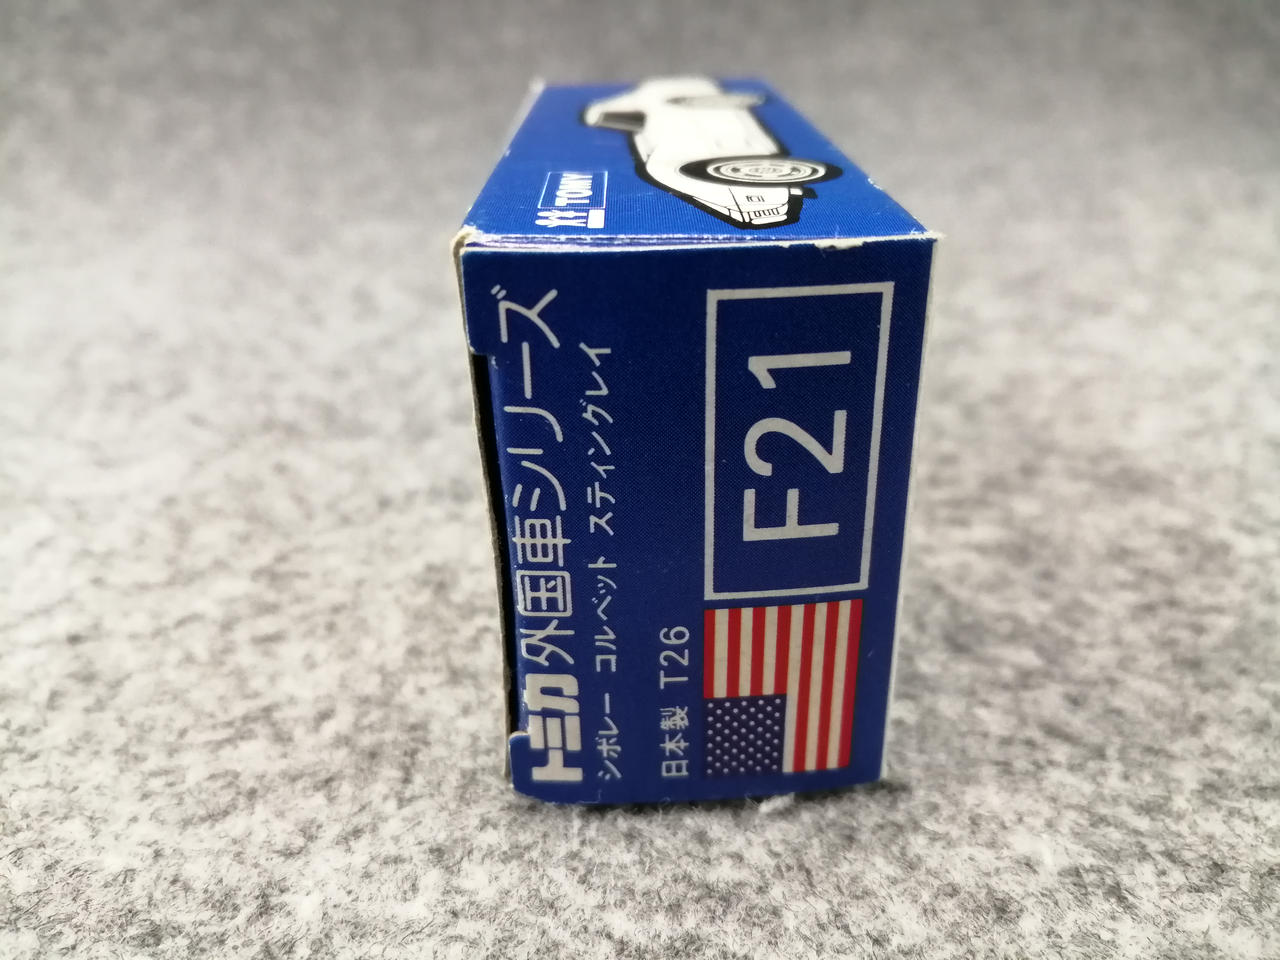 TOMY
トミカ外国車シリーズ
シボレー コルベット スティングレイ
日本製 T26
F21